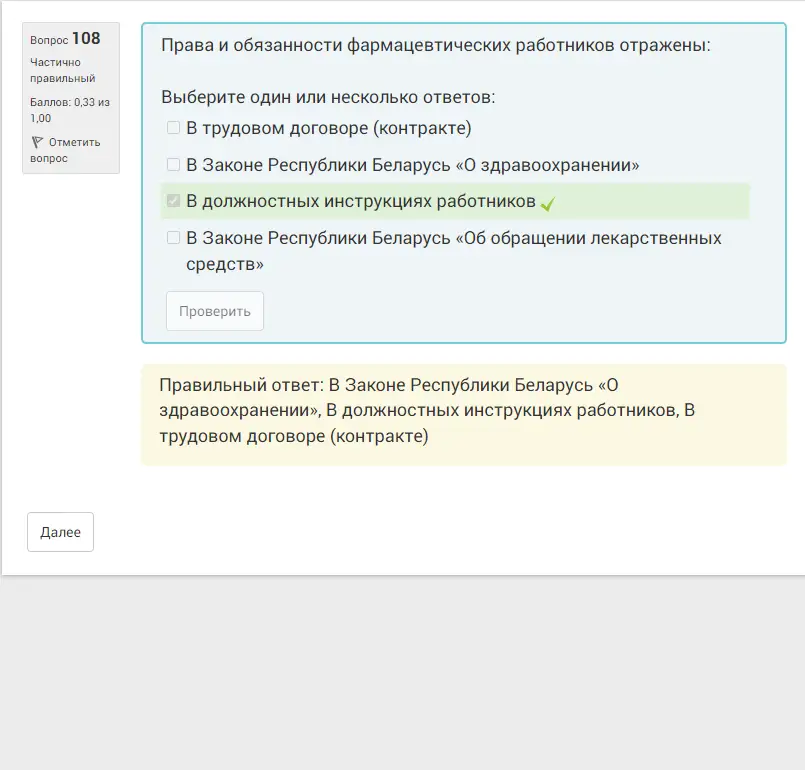 Вопрос 108
Частично
правильный
Баллов: 0,33 из
1,00
Отметить
вопрос
Права и обязанности фармацевтических работников отражены:
Выберите один или несколько ответов:
В трудовом договоре (контракте)
В Законе Республики Беларусь «О здравоохранении»
В должностных инструкциях работников
В Законе Республики Беларусь «Об обращении лекарственных
средств»
Проверить
Правильный ответ: В Законе Республики Беларусь «О
здравоохранении», В должностных инструкциях работников, В
трудовом договоре (контракте)
Далее